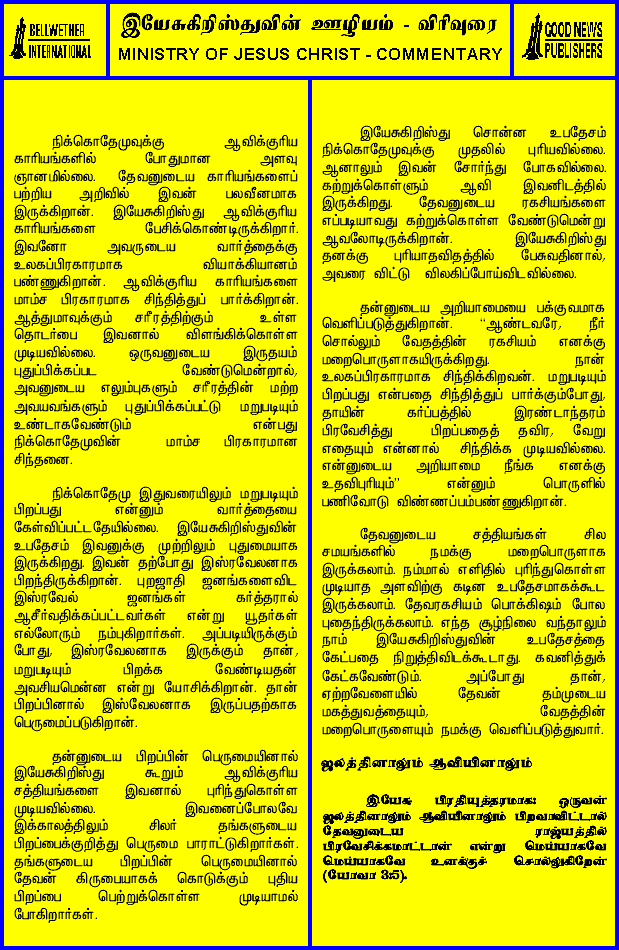 BELLWETHER
INTERNATIONAL
இயேசுகிறிஸ்துவின் ஊழியம் - விரிவுரை
MINISTRY OF JESUS CHRIST - COMMENTARY
GOOD NEWS
PUBLISHERS
நிக்கொதேமுவுக்கு ஆவிக்குரிய
காரியங்களில் போதுமான அளவு
ஞானமில்லை. தேவனுடைய காரியங்களைப்
பற்றிய அறிவில் இவன் பலவீனமாக
இருக்கிறான். இயேசுகிறிஸ்து ஆவிக்குரிய
காரியங்களை பேசிக்கொண்டிருக்கிறார்.
இவனோ அவருடைய வார்த்தைக்கு
உலகப்பிரகாரமாக வியாக்கியானம்
பண்ணுகிறான். ஆவிக்குரிய காரியங்களை
மாம்ச பிரகாரமாக சிந்தித்துப் பார்க்கிறான்.
ஆத்துமாவுக்கும் சரீரத்திற்கும் உள்ள
தொடர்பை இவனால் விளங்கிக்கொள்ள
முடியவில்லை. ஒருவனுடைய இருதயம்
புதுப்பிக்கப்பட வேண்டுமென்றால்,
அவனுடைய எலும்புகளும் சரீரத்தின் மற்ற
அவயவங்களும் புதுப்பிக்கப்பட்டு மறுபடியும்
உண்டாகவேண்டும் என்பது
நிக்கொதேமுவின் மாம்ச பிரகாரமான
சிந்தனை.
நிக்கொதேமு இதுவரையிலும் மறுபடியும்
பிறப்பது என்னும் வார்த்தையை
கேள்விப்பட்டதேயில்லை. இயேசுகிறிஸ்துவின்
உபதேசம் இவனுக்கு முற்றிலும் புதுமையாக
இருக்கிறது. இவன் தற்போது இஸ்ரவேலனாக
பிறந்திருக்கிறான். புறஜாதி ஜனங்களைவிட
இஸ்ரவேல் ஜனங்கள் கர்த்தரால்
ஆசீர்வதிக்கப்பட்டவர்கள் என்று யூதர்கள்
எல்லோரும் நம்புகிறார்கள். அப்படியிருக்கும்
போது, இஸ்ரவேலனாக இருக்கும் தான்,
மறுபடியும் பிறக்க வேண்டியதன்
அவசியமென்ன என்று யோசிக்கிறான். தான்
பிறப்பினால் இஸ்வேலனாக இருப்பதற்காக
பெருமைப்படுகிறான்.
தன்னுடைய பிறப்பின் பெருமையினால்
இயேசுகிறிஸ்து கூறும் ஆவிக்குரிய
சத்தியங்களை இவனால் புரிந்துகொள்ள
முடியவில்லை. இவனைப்போலவே
இக்காலத்திலும் சிலர் தங்களுடைய
பிறப்பைக்குறித்து பெருமை பாராட்டுகிறார்கள்.
தங்களுடைய பிறப்பின் பெருமையினால்
தேவன் கிருபையாகக் கொடுக்கும் புதிய
பிறப்பை பெற்றுக்கொள்ள முடியாமல்
போகிறார்கள்.
இயேசுகிறிஸ்து சொன்ன உபதேசம்
நிக்கொதேமுவுக்கு முதலில் புரியவில்லை.
ஆனாலும் இவன் சோர்ந்து போகவில்லை.
கற்றுக்கொள்ளும் ஆவி இவனிடத்தில்
இருக்கிறது. தேவனுடைய ரகசியங்களை
எப்படியாவது கற்றுக்கொள்ள வேண்டுமென்று
ஆவலோடிருக்கிறான். இயேசுகிறிஸ்து
தனக்கு புரியாதவிதத்தில் பேசுவதினால்,
அவரை விட்டு விலகிப்போய்விடவில்லை.
தன்னுடைய அறியாமையை பக்குவமாக
வெளிப்படுத்துகிறான். "ஆண்டவரே, நீர்
சொல்லும் வேதத்தின் ரகசியம் எனக்கு
மறைபொருளாகயிருக்கிறது. நான்
உலகப்பிரகாரமாக சிந்திக்கிறவன். மறுபடியும்
பிறப்பது என்பதை சிந்தித்துப் பார்க்கும்போது,
தாயின் கர்ப்பத்தில் இரண்டாந்தரம்
பிரவேசித்து பிறப்பதைத் தவிர, வேறு
எதையும் என்னால் சிந்திக்க முடியவில்லை.
என்னுடைய அறியாமை நீங்க எனக்கு
உதவிபுரியும்" என்னும் பொருளில்
பணிவோடு விண்ணப்பம்பண்ணுகிறான்.
தேவனுடைய சத்தியங்கள் சில
சமயங்களில் நமக்கு மறைபொருளாக
இருக்கலாம். நம்மால் எளிதில் புரிந்துகொள்ள
முடியாத அளவிற்கு கடின உபதேசமாகக்கூட
இருக்கலாம். தேவரகசியம் பொக்கிஷம் போல
புதைந்திருக்கலாம். எந்த சூழ்நிலை வந்தாலும்
நாம் இயேசுகிறிஸ்துவின் உபதேசத்தை
கேட்பதை நிறுத்திவிடக்கூடாது. கவனித்துக்
கேட்கவேண்டும். அப்போது தான்,
ஏற்றவேளையில் தேவன் தம்முடைய
மகத்துவத்தையும், வேதத்தின்
மறைபொருளையும் நமக்கு வெளிப்படுத்துவார்.
ஜலத்தினாலும் ஆவியினாலும்
இயேசு பிரதியுத்தரமாக: ஒருவன்
ஜலத்தினாலும் ஆவியினாலும் பிறவாவிட்டால்
தேவனுடைய ராஜ்யத்தில்
பிரவேசிக்கமாட்டான் என்று மெய்யாகவே
மெய்யாகவே உனக்குச் சொல்லுகிறேன்
(யோவா 3:5).